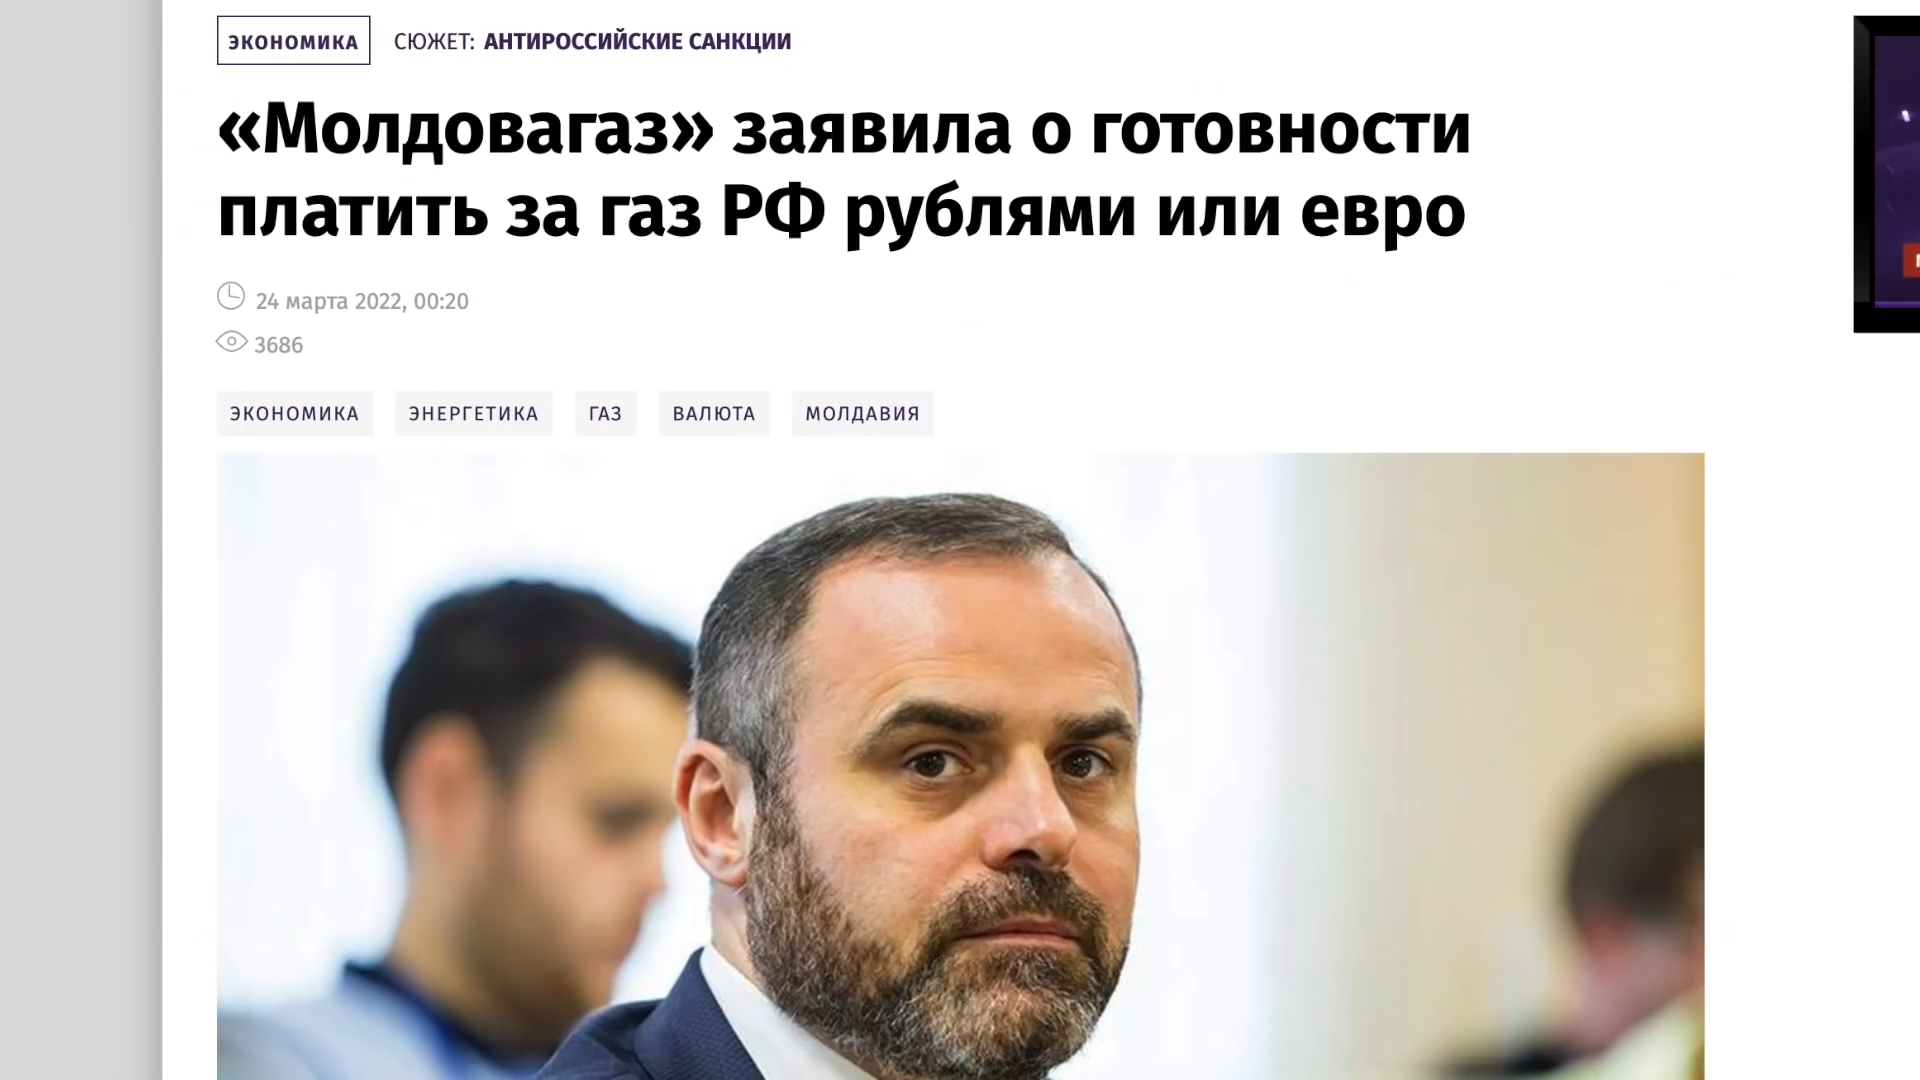 ЭКОНОМИКА СЮЖЕТ: АНТИРОССИЙСКИЕ САНКЦИИ
«Молдовагаз» заявила о готовности
платить за газ РФ рублями или евро
24 марта 2022, 00:20
3686
ЭКОНОМИКА ЭНЕРГЕТИКА ГАЗ ВАЛЮТА МОЛДАВИЯ